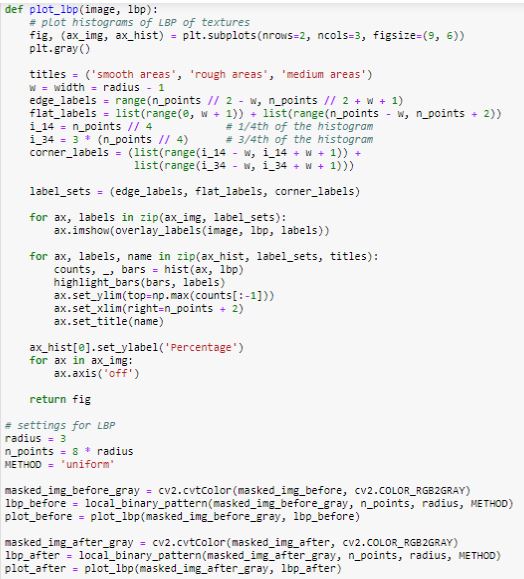 def plot_lbp(image, lbp):
    # plot histograms of LBP of textures
    fig, (ax_img, ax_hist) = plt.subplots(nrows=2, ncols=3, figsize=(9, 6))
    plt.gray()

    titles = ('smooth areas', 'rough areas', 'medium areas')
    w = width = radius - 1
    edge_labels = range(n_points // 2 - w, n_points // 2 + w + 1)
    flat_labels = list(range(0, w + 1)) + list(range(n_points - w, n_points + 2))
    i_14 = n_points // 4            # 1/4th of the histogram
    i_34 = 3 * (n_points // 4)      # 3/4th of the histogram
    corner_labels = (list(range(i_14 - w, i_14 + w + 1)) +
                     list(range(i_34 - w, i_34 + w + 1)))

    label_sets = (edge_labels, flat_labels, corner_labels)

    for ax, labels in zip(ax_img, label_sets):
        ax.imshow(overlay_labels(image, lbp, labels))

    for ax, labels, name in zip(ax_hist, label_sets, titles):
        counts, _, bars = hist(ax, lbp)
        highlight_bars(bars, labels)
        ax.set_ylim(top=np.max(counts[:-1]))
        ax.set_xlim(right=n_points + 2)
        ax.set_title(name)

    ax_hist[0].set_ylabel('Percentage')
    for ax in ax_img:
        ax.axis('off')

    return fig

# settings for LBP
radius = 3
n_points = 8 * radius
METHOD = 'uniform'

masked_img_before_gray = cv2.cvtColor(masked_img_before, cv2.COLOR_RGB2GRAY)
lbp_before = local_binary_pattern(masked_img_before_gray, n_points, radius, METHOD)
plot_before = plot_lbp(masked_img_before_gray, lbp_before)

masked_img_after_gray = cv2.cvtColor(masked_img_after, cv2.COLOR_RGB2GRAY)
lbp_after = local_binary_pattern(masked_img_after_gray, n_points, radius, METHOD)
plot_after = plot_lbp(masked_img_after_gray, lbp_after)